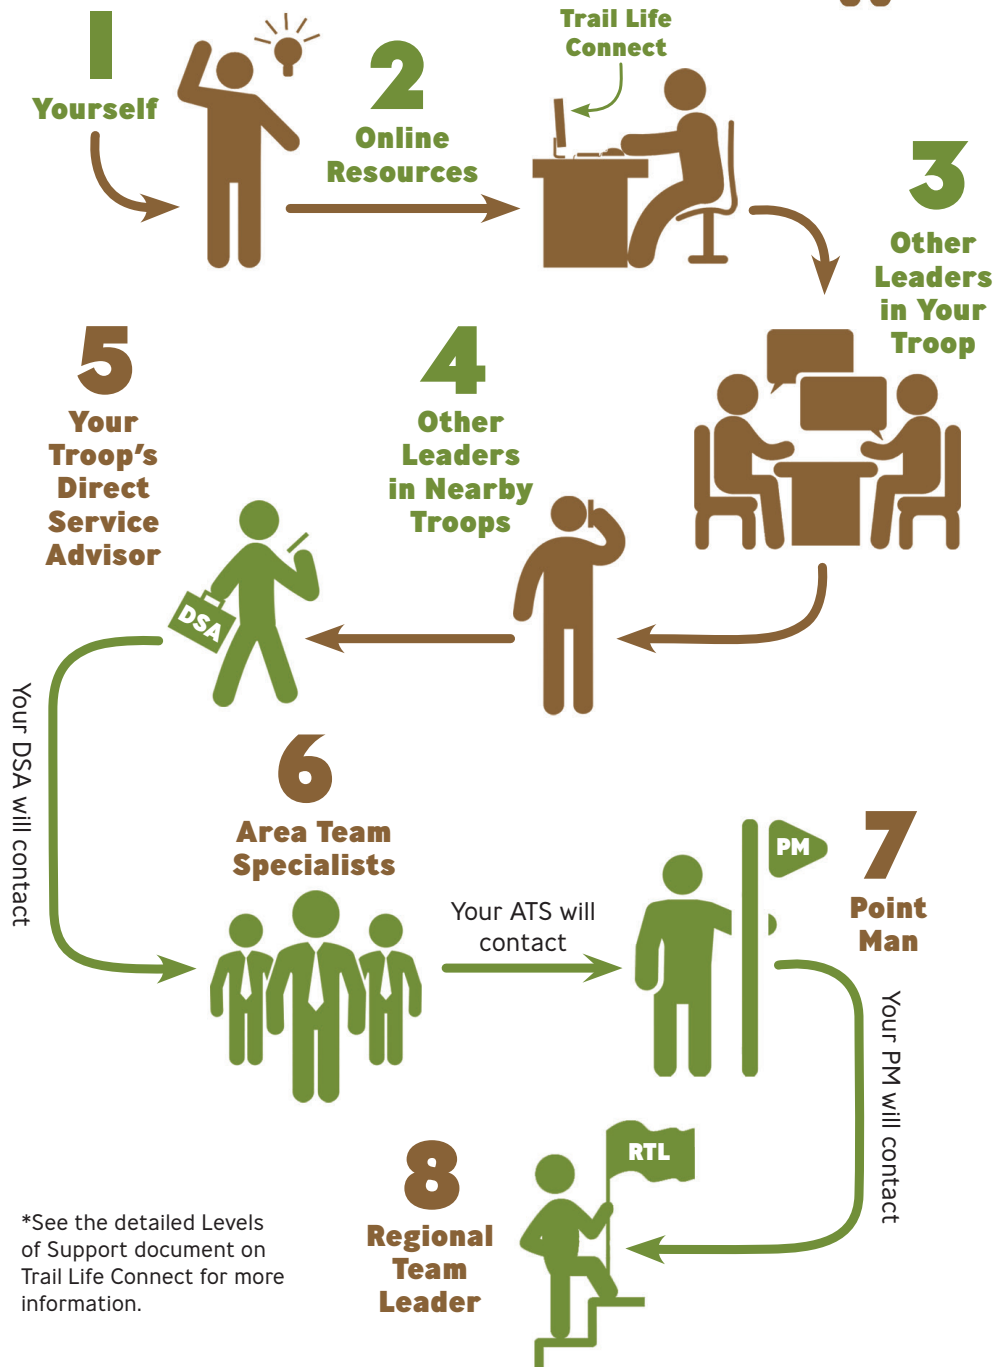 1
Yourself
2
Online
Resources
Trail Life
Connect
3
Other
Leaders
in Your
Troop
4
Other
Leaders
in Nearby
Troops
5
Your
Troop's
Direct
Service
Advisor
DSA
Your DSA will contact
6
Area Team
Specialists
Your ATS will
contact
PM
7
Point
Man
Your PM will contact
8
Regional
Team
Leader
RTL
*See the detailed Levels
of Support document on
Trail Life Connect for more
information.